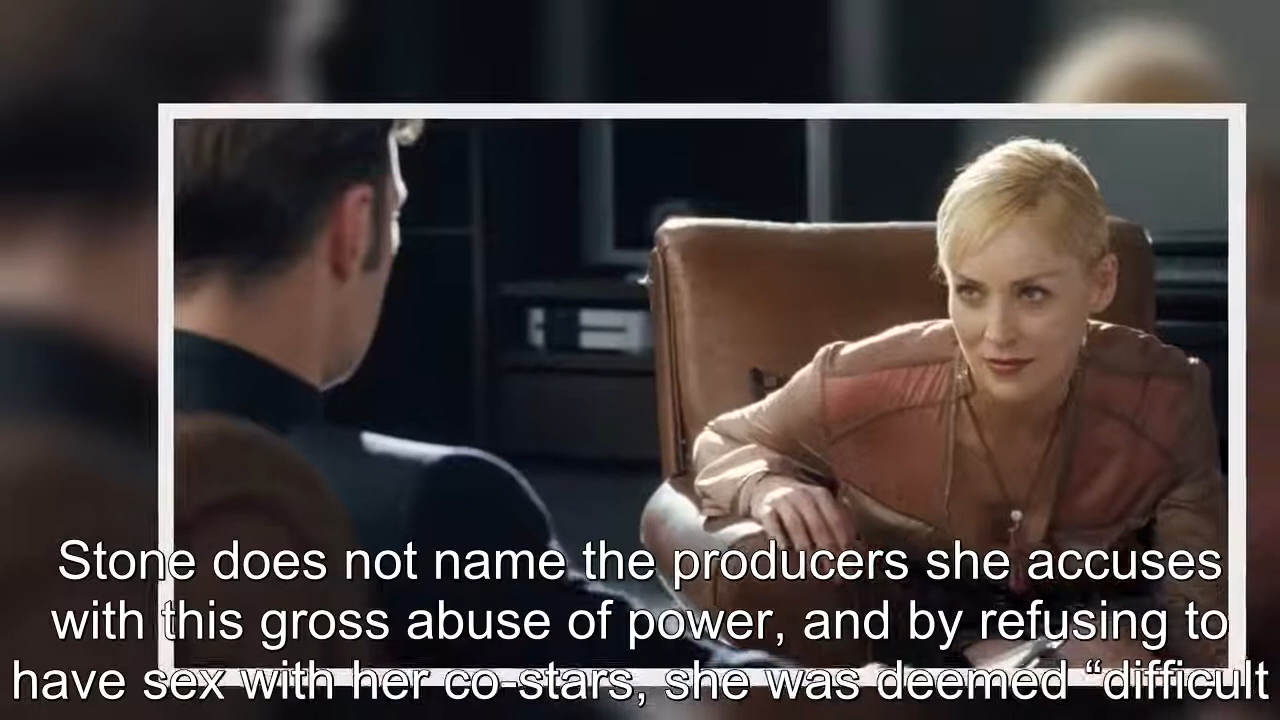 Stone does not name the producers she accuses
with this gross abuse of power, and by refusing to
have sex with her co-stars, she was deemed “difficult